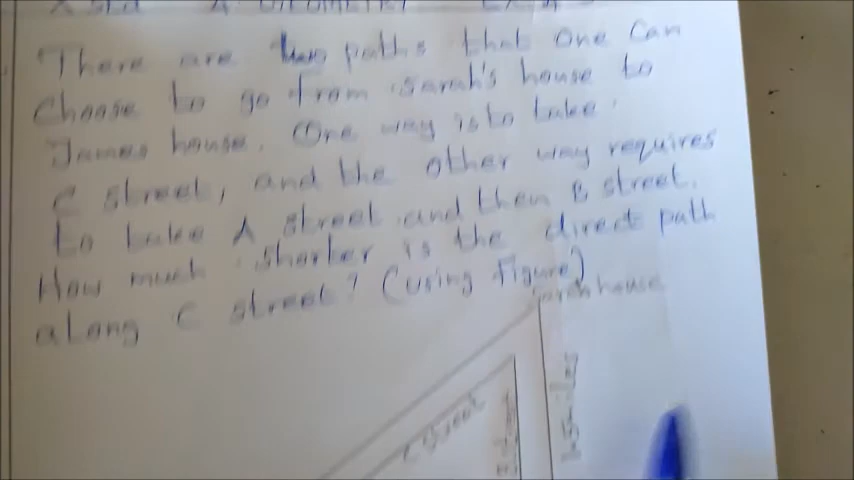 X std A GEOMETRY
There are two paths that one can
Choose to go from Sarah's house to
James house. One way is to take
C street, and the other way requires
to take A street and then B street.
How much shorter is the direct path
along C street? (using figure)
house
C Street